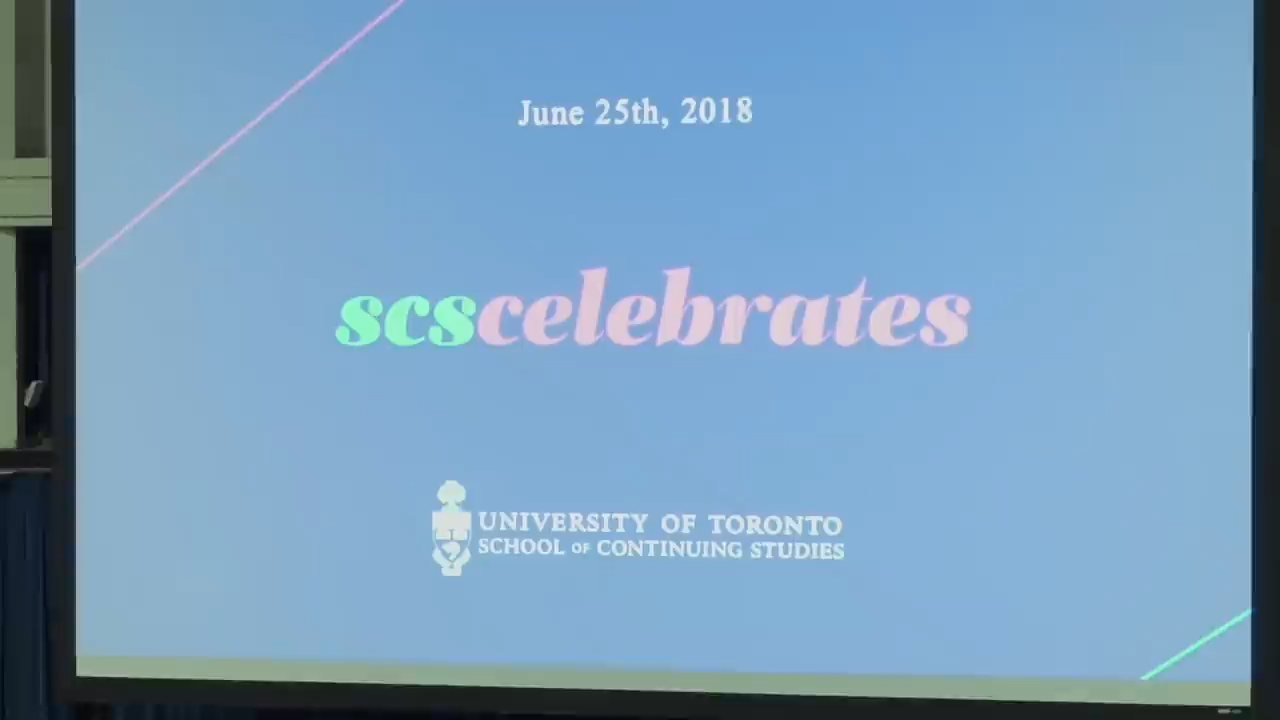 June 25th, 2018
scscelebrates
UNIVERSITY OF TORONTO
SCHOOL OF CONTINUING STUDIES